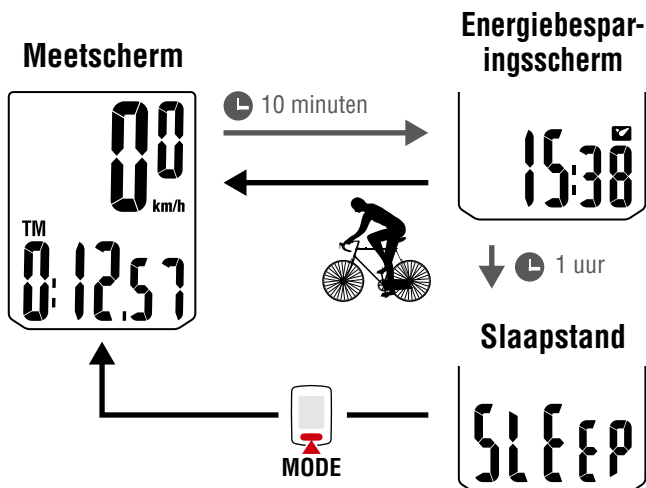 Energiebespar-
ingsscherm
Meetscherm
10 minuten
00
km/h
15:38
TM
0:12.57
1 uur
Slaapstand
SLEEP
MODE